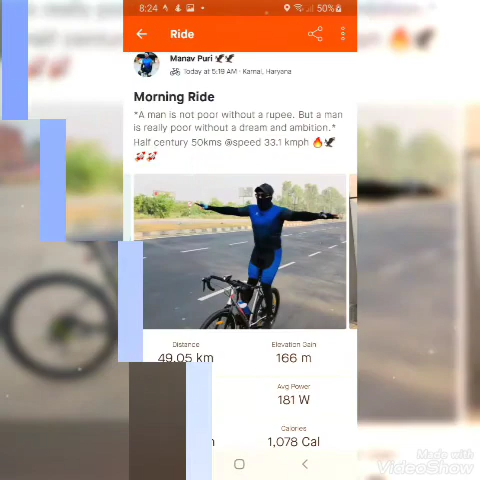 8:24
50%
Ride
Manav Puri
Today at 5:19 AM - Karnal, Haryana
Morning Ride
*A man is not poor without a rupee. But a man
is really poor without a dream and ambition.*
Half century 50kms @speed 33.1 kmph 🔥
🚀🚀
Distance
Elevation Gain
49.05 km
166 m
Avg Power
181 W
Calories
1,078 Cal
Made with
VideoShow